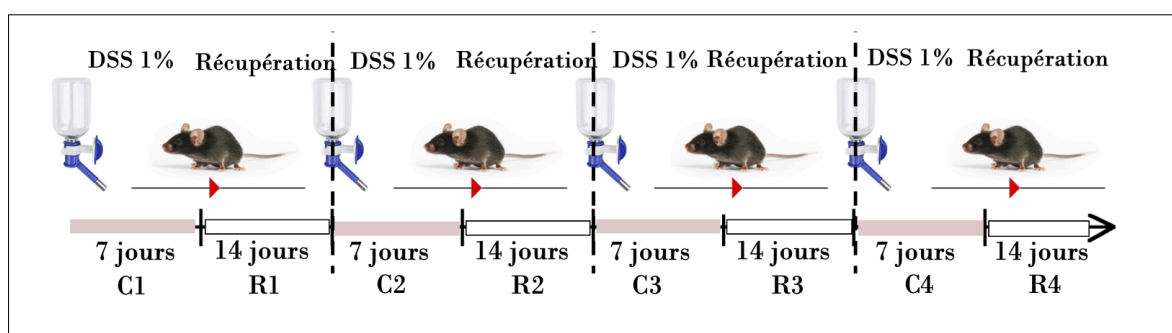 DSS 1% Récupération DSS 1% Récupération DSS 1% Récupération DSS 1% Récupération
7 jours 14 jours 7 jours 14 jours 7 jours 14 jours 7 jours 14 jours
C1 R1 C2 R2 C3 R3 C4 R4